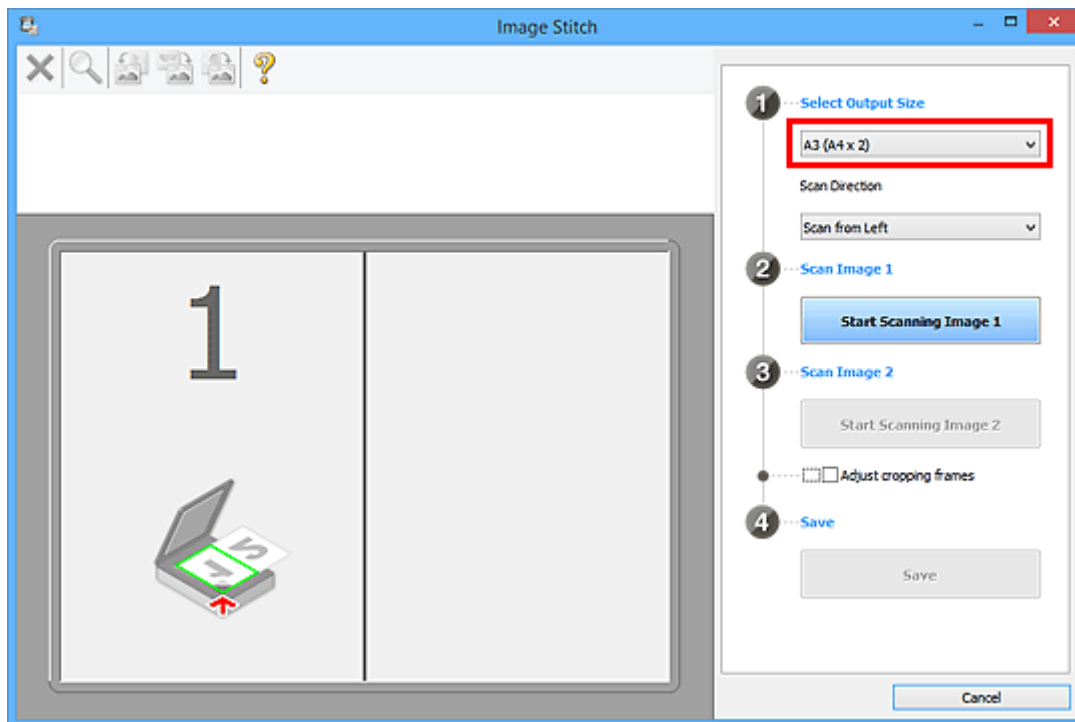 Image Stitch
1
1
Select Output Size
A3 (A4 x 2)
Scan Direction
Scan from Left
2
Scan Image 1
Start Scanning Image 1
3
Scan Image 2
Start Scanning Image 2
Adjust cropping frames
4
Save
Save
Cancel